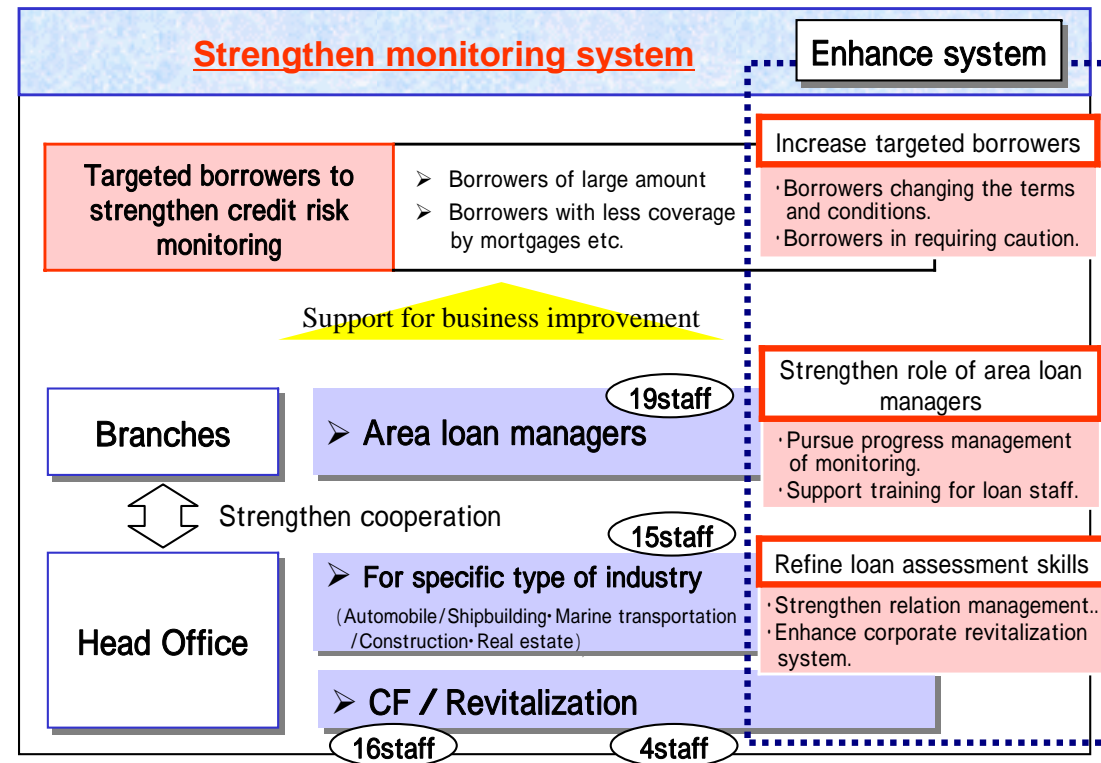 Strengthen monitoring system
Enhance system
Targeted borrowers to
strengthen credit risk
monitoring
➢ Borrowers of large amount
➢ Borrowers with less coverage
by mortgages etc.
Increase targeted borrowers
･Borrowers changing the terms
and conditions.
･Borrowers in requiring caution.
Support for business improvement
Branches
➢ Area loan managers
19staff
Strengthen role of area loan
managers
･Pursue progress management
of monitoring.
･Support training for loan staff.
Strengthen cooperation
Head Office
15staff
➢ For specific type of industry
(Automobile/Shipbuilding･Marine transportation
/Construction･Real estate)
Refine loan assessment skills
･Strengthen relation management..
･Enhance corporate revitalization
system.
➢ CF / Revitalization
16staff
4staff